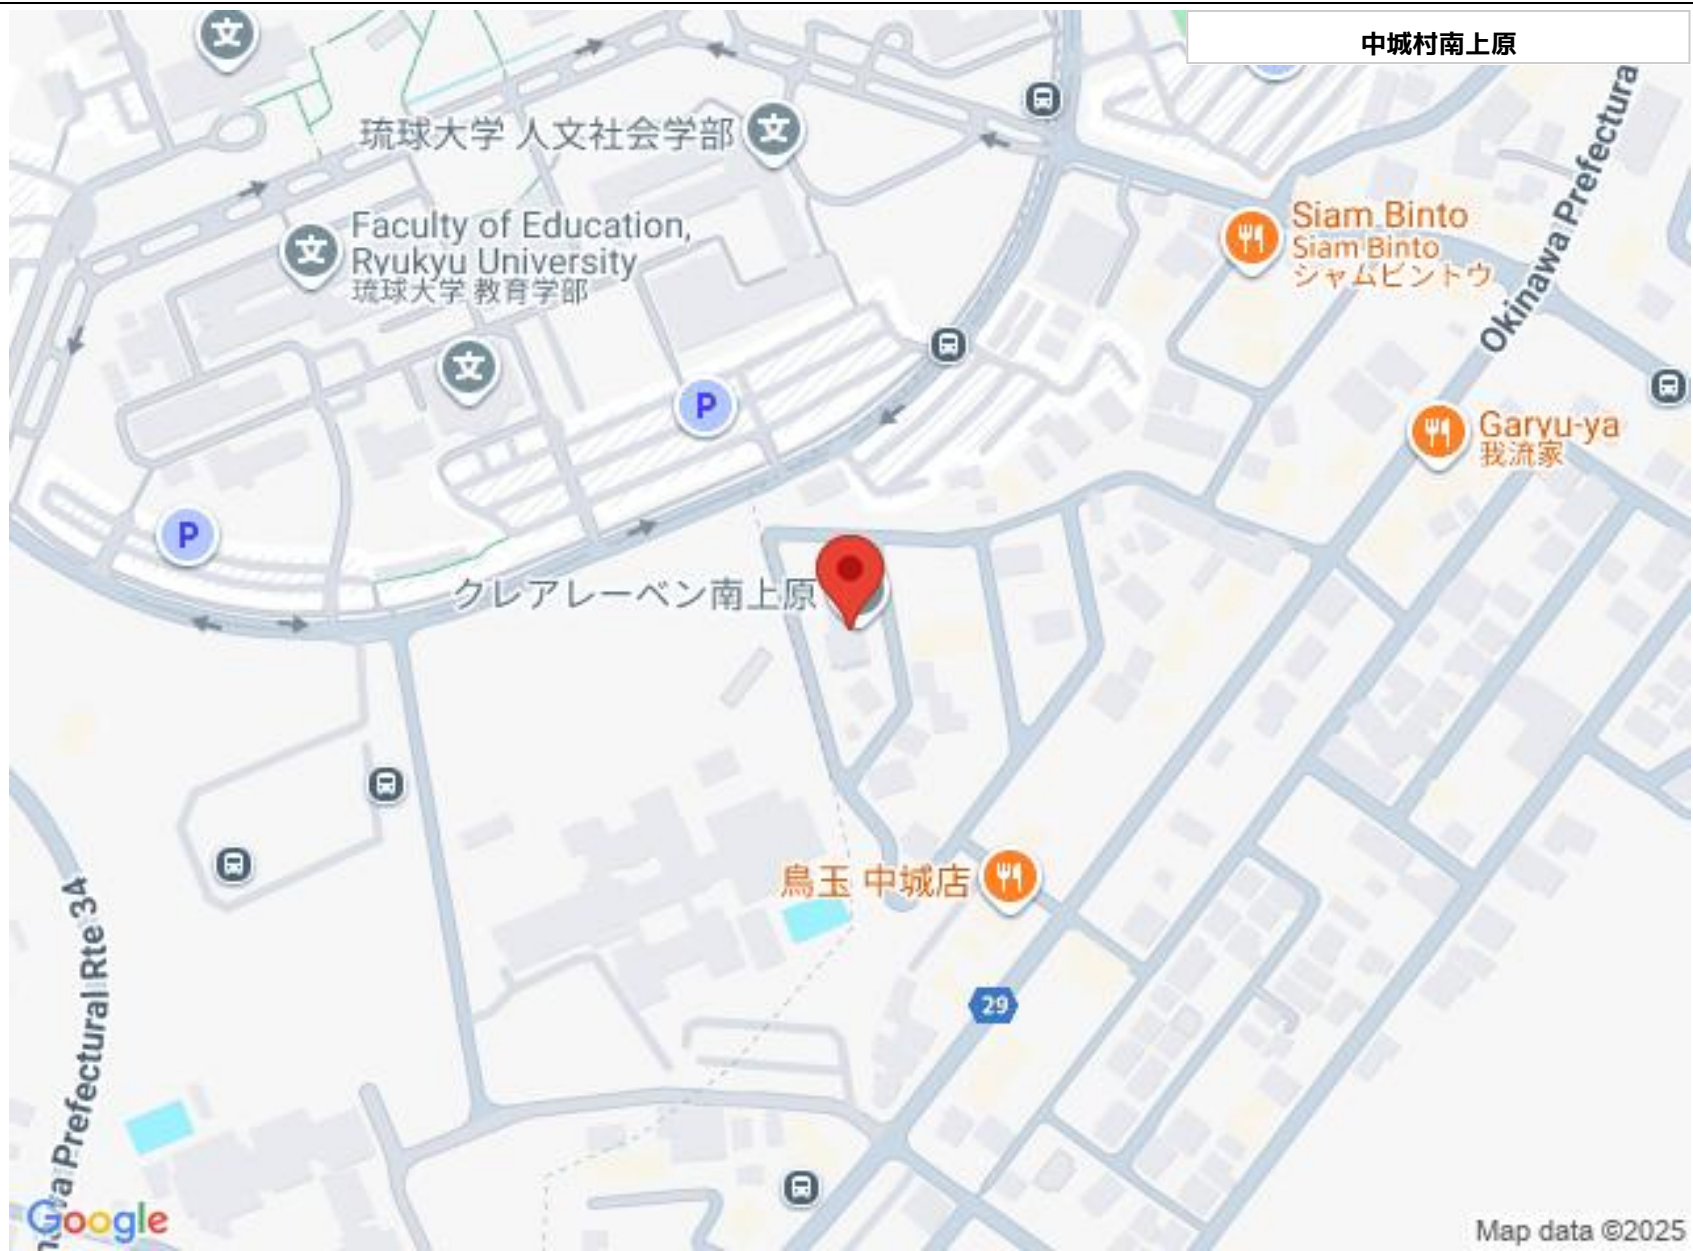 中城村南上原
琉球大学 人文社会学部
Faculty of Education,
Ryukyu University
琉球大学 教育学部
Siam Binto
Siam Binto
シャムビントウ
Okinawa Prefectura
Garyu-ya
我流家
P
P
クレアレーベン南上原
鳥玉 中城店
29
Prefectural Rte 34
Google
Map data ©2025